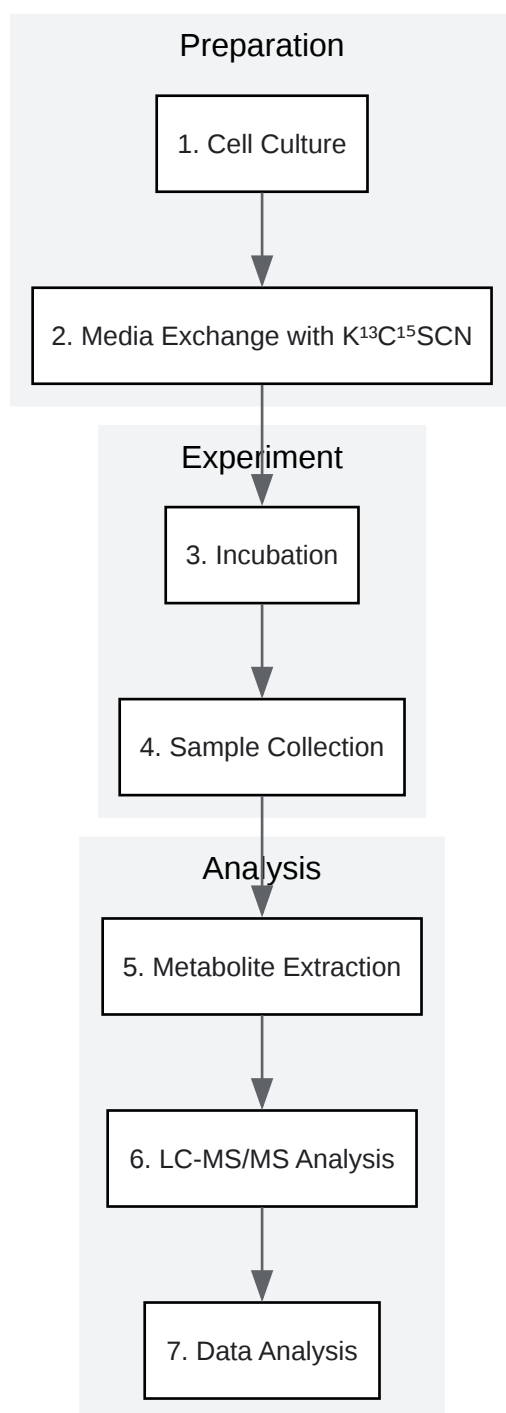 Preparation
1. Cell Culture
2. Media Exchange with K¹³C¹⁵SCN
Experiment
3. Incubation
4. Sample Collection
Analysis
5. Metabolite Extraction
6. LC-MS/MS Analysis
7. Data Analysis